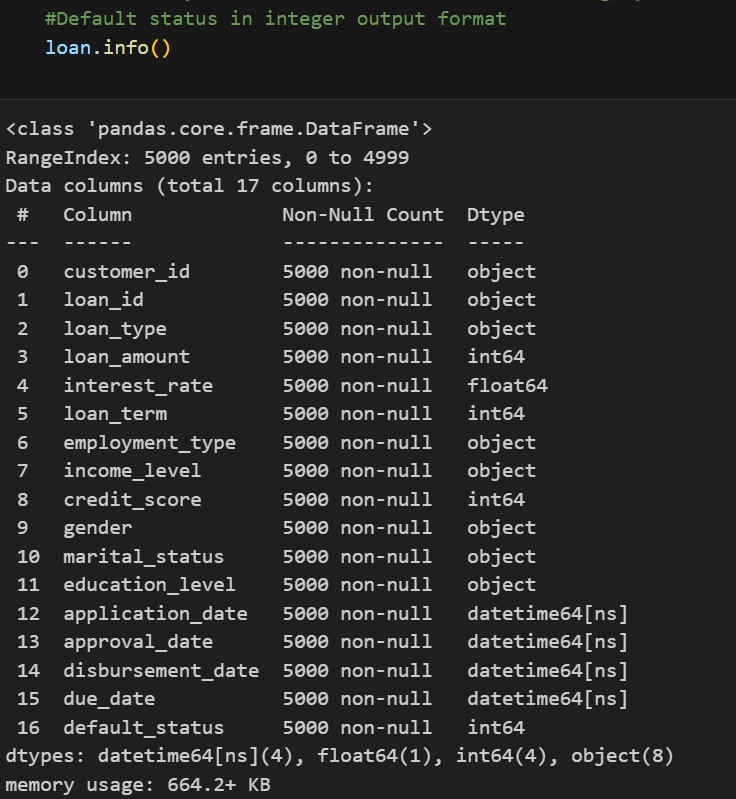 #Default status in integer output format
loan.info()
<class 'pandas.core.frame.DataFrame'>
RangeIndex: 5000 entries, 0 to 4999
Data columns (total 17 columns):
 #   Column             Non-Null Count  Dtype
---  ------             --------------  -----
 0   customer_id        5000 non-null   object
 1   loan_id            5000 non-null   object
 2   loan_type          5000 non-null   object
 3   loan_amount        5000 non-null   int64
 4   interest_rate      5000 non-null   float64
 5   loan_term          5000 non-null   int64
 6   employment_type    5000 non-null   object
 7   income_level       5000 non-null   object
 8   credit_score       5000 non-null   int64
 9   gender             5000 non-null   object
 10  marital_status     5000 non-null   object
 11  education_level    5000 non-null   object
 12  application_date   5000 non-null   datetime64[ns]
 13  approval_date      5000 non-null   datetime64[ns]
 14  disbursement_date  5000 non-null   datetime64[ns]
 15  due_date           5000 non-null   datetime64[ns]
 16  default_status     5000 non-null   int64
dtypes: datetime64[ns](4), float64(1), int64(4), object(8)
memory usage: 664.2+ KB